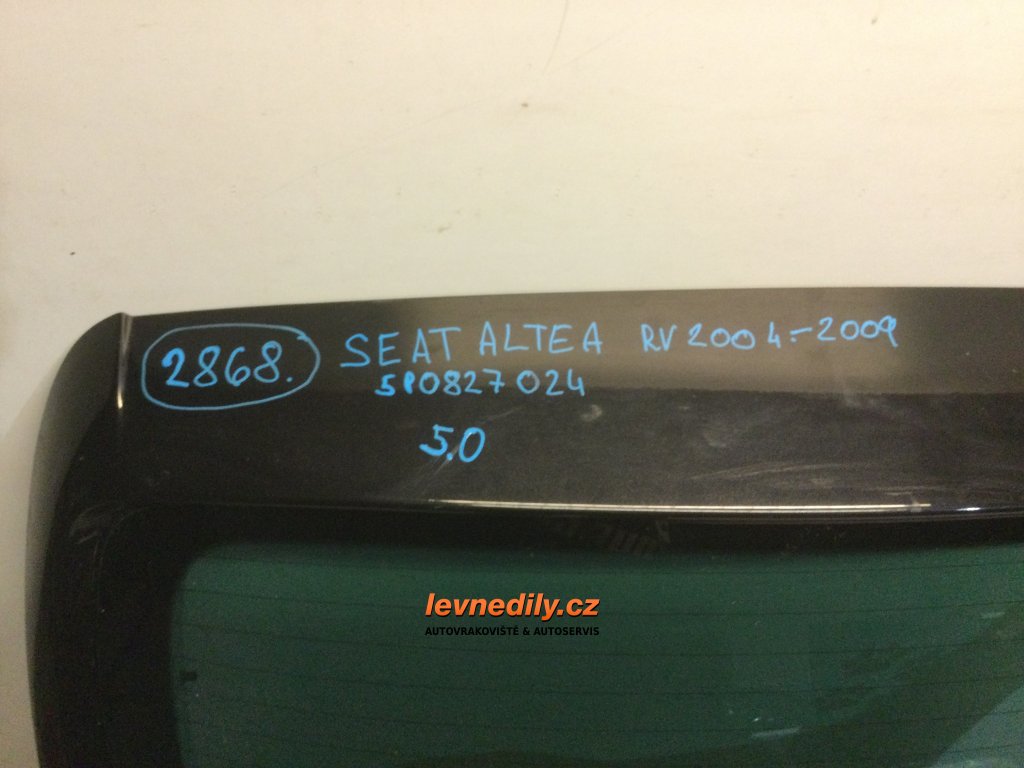 2868. SEAT ALTEA RV 2004-2009
5P0827024
5.0
levnedily.cz
AUTOVRAKOVIŠTĚ & AUTOSERVIS